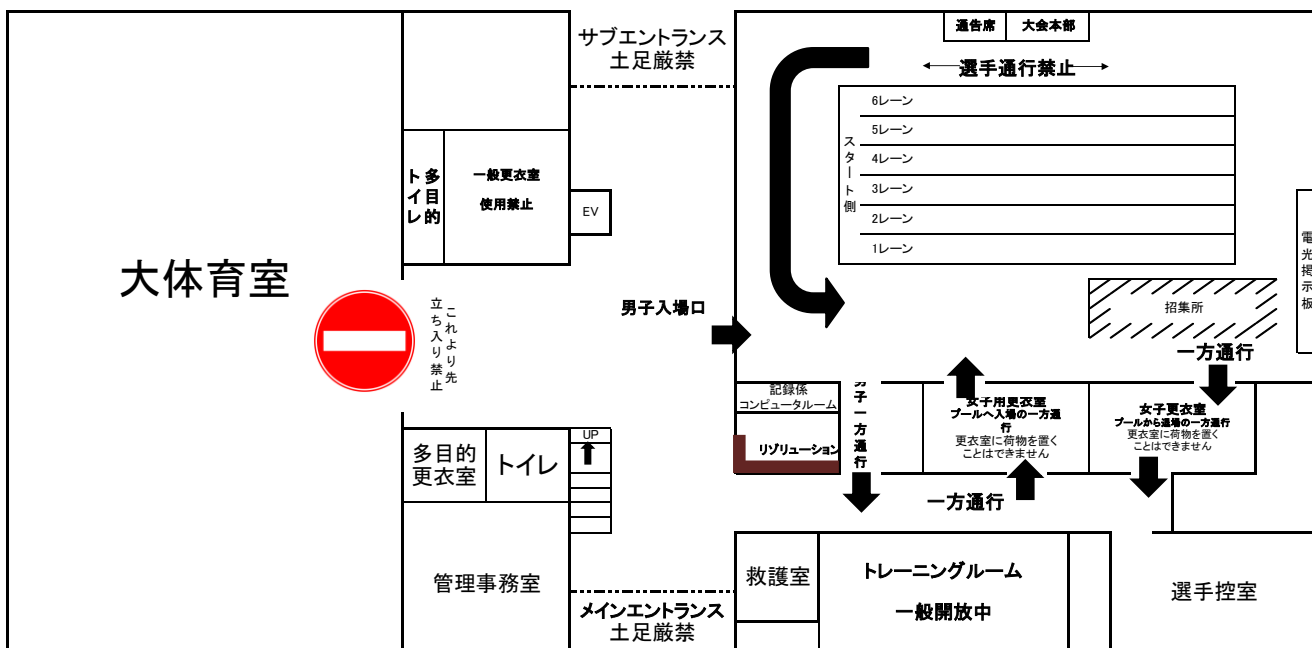 サブエントランス
土足厳禁
通告席
大会本部
選手通行禁止
6レーン
5レーン
4レーン
3レーン
2レーン
1レーン
スタート側
多目的
トイレ
一般更衣室
使用禁止
EV
電光掲示板
大体育室
これより先
立ち入り禁止
男子入場口
招集所
一方通行
記録係
コンピュータルーム
リゾリューション
男子一方通行
女子用更衣室
プールへ入場の一方通
行
更衣室に荷物を置く
ことはできません
女子更衣室
プールから退場の一方通行
更衣室に荷物を置く
ことはできません
UP
多目的
更衣室
トイレ
一方通行
管理事務室
救護室
トレーニングルーム
一般開放中
選手控室
メインエントランス
土足厳禁